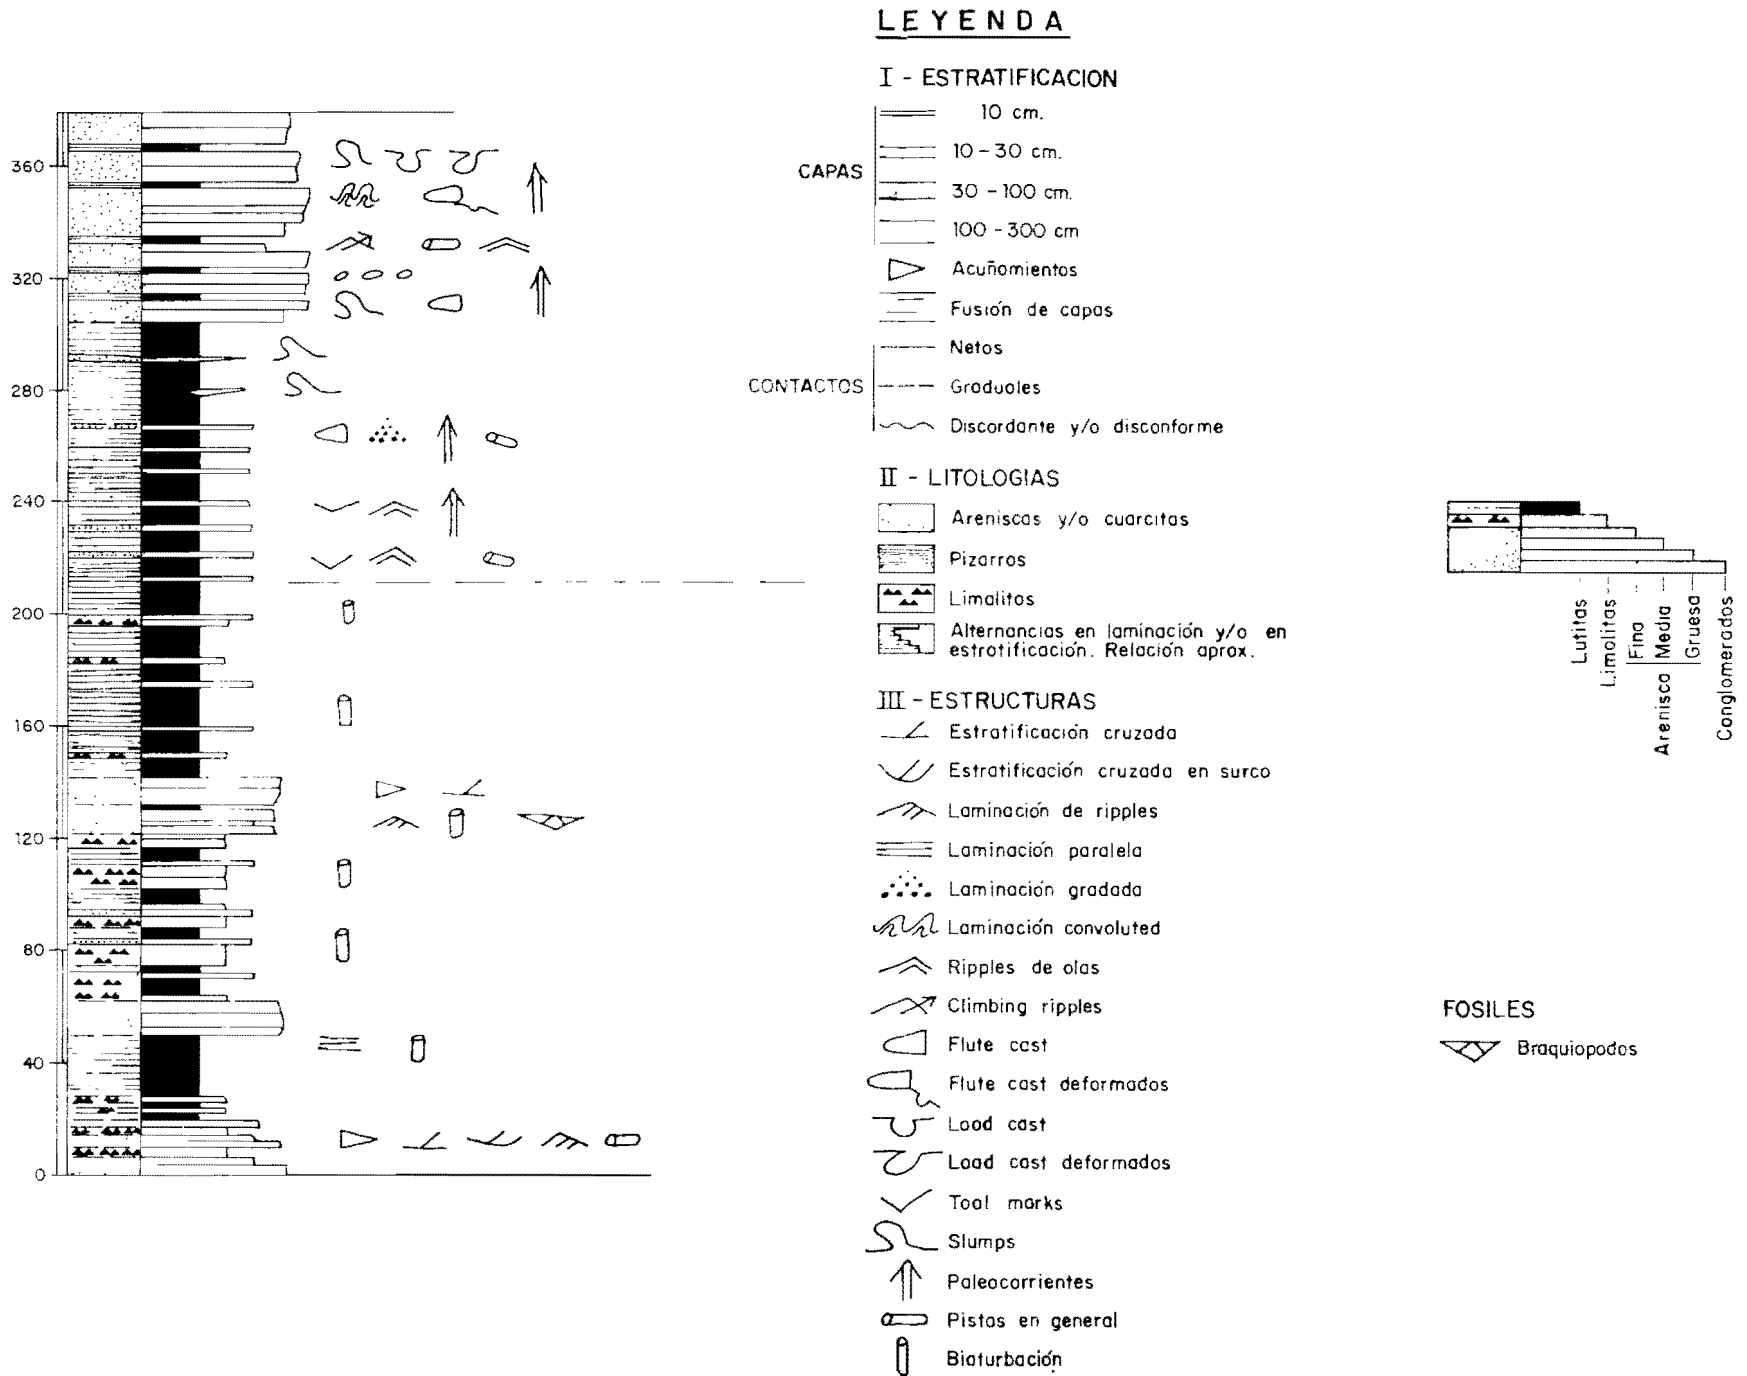 LEYENDA
I - ESTRATIFICACION
CAPAS
10 cm.
10-30 cm.
30 - 100 cm.
100-300 cm
Acuñomientos
Fusión de capas
CONTACTOS
Netos
Graduales
Discordante y/o disconforme
II - LITOLOGIAS
Areniscas y/o cuarcitas
Pizarros
Limolitos
Alternancias en laminación y/o en
estrotificación. Relación aprox.
III - ESTRUCTURAS
Estratificación cruzada
Estratificación cruzada en surco
Laminación de ripples
Laminación paralela
Laminación gradada
Laminación convoluted
Ripples de olas
Climbing ripples
Flute cast
Flute cast deformados
Load cast
Load cast deformados
Tool marks
Slumps
Paleocorrientes
Pistas en general
Bioturbación
360
320
280
240
200
160
120
80
40
0
Lutitas
Limolitas
Fina
Media
Gruesa
Arenisca
Conglomerados
FOSILES
Braquiopodos